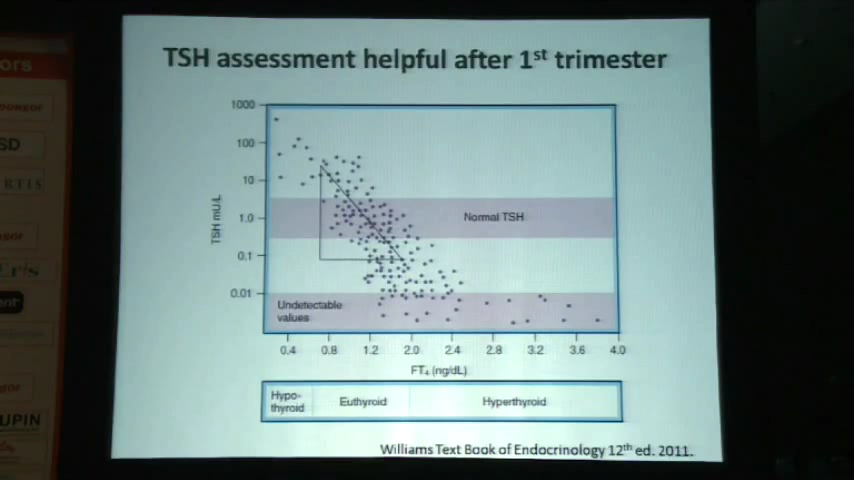 ors
SD
UPIN
TSH assessment helpful after 1st trimester
1000
100
10
1.0
0.1
0.01
TSH mU/L
Normal TSH
Undetectable
values
0.4 0.8 1.2 2.0 2.4 2.8 3.2 3.6 4.0
FT4 (ng/dL)
Hypo-
thyroid
Euthyroid
Hyperthyroid
Williams Text Book of Endocrinology 12th ed. 2011.